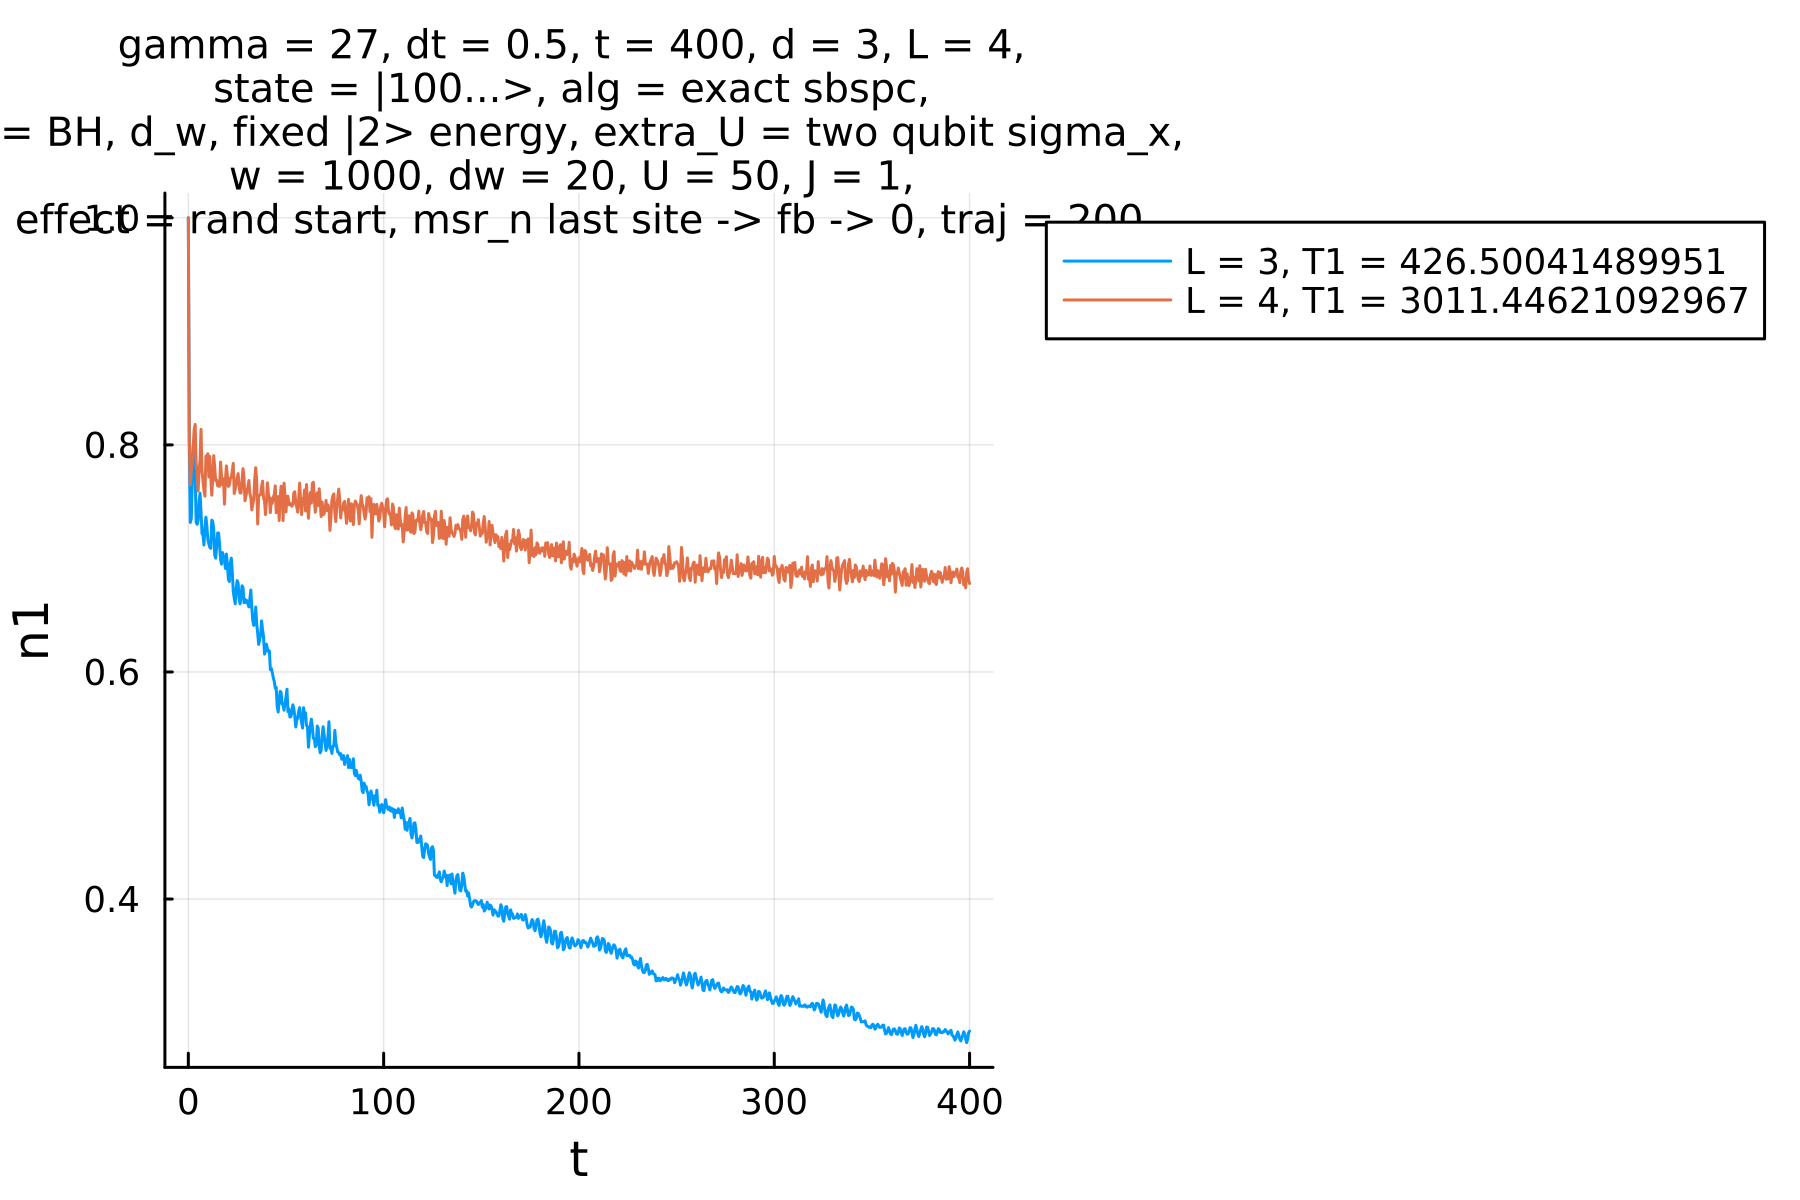 gamma = 27, dt = 0.5, t = 400, d = 3, L = 4,
state = |100...>, alg = exact sbspc,
= BH, d_w, fixed |2> energy, extra_U = two qubit sigma_x,
w = 1000, dw = 20, U = 50, J = 1,
effect = rand start, msr_n last site -> fb -> 0, traj = 200
L = 3, T1 = 426.50041489951
L = 4, T1 = 3011.44621092967
1.0
0.8
0.6
0.4
n1
0 100 200 300 400
t